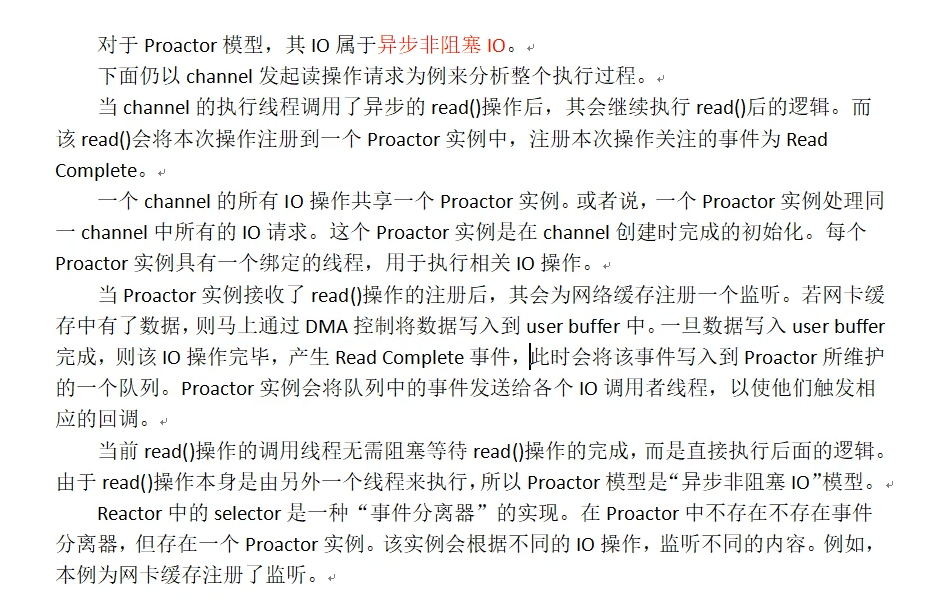 对于 Proactor 模型，其 IO 属于异步非阻塞 IO。
下面仍以 channel 发起读操作请求为例来分析整个执行过程。
当 channel 的执行线程调用了异步的 read()操作后，其会继续执行 read()后的逻辑。而
该 read()会将本次操作注册到一个 Proactor 实例中，注册本次操作关注的事件为 Read
Complete。
一个 channel 的所有 IO 操作共享一个 Proactor 实例。或者说，一个 Proactor 实例处理同
一 channel 中所有的 IO 请求。这个 Proactor 实例是在 channel 创建时完成的初始化。每个
Proactor 实例具有一个绑定的线程，用于执行相关 IO 操作。
当 Proactor 实例接收了 read()操作的注册后，其会为网络缓存注册一个监听。若网卡缓
存中有了数据，则马上通过 DMA 控制将数据写入到 user buffer 中。一旦数据写入 user buffer
完成，则该 IO 操作完毕，产生 Read Complete 事件，此时会将该事件写入到 Proactor 所维护
的一个队列。Proactor 实例会将队列中的事件发送给各个 IO 调用者线程，以使他们触发相
应的回调。
当前 read()操作的调用线程无需阻塞等待 read()操作的完成，而是直接执行后面的逻辑。
由于 read()操作本身是由另外一个线程来执行，所以 Proactor 模型是“异步非阻塞 IO”模型。
Reactor 中的 selector 是一种“事件分离器”的实现。在 Proactor 中不存在不存在事件
分离器，但存在一个 Proactor 实例。该实例会根据不同的 IO 操作，监听不同的内容。例如，
本例为网卡缓存注册了监听。